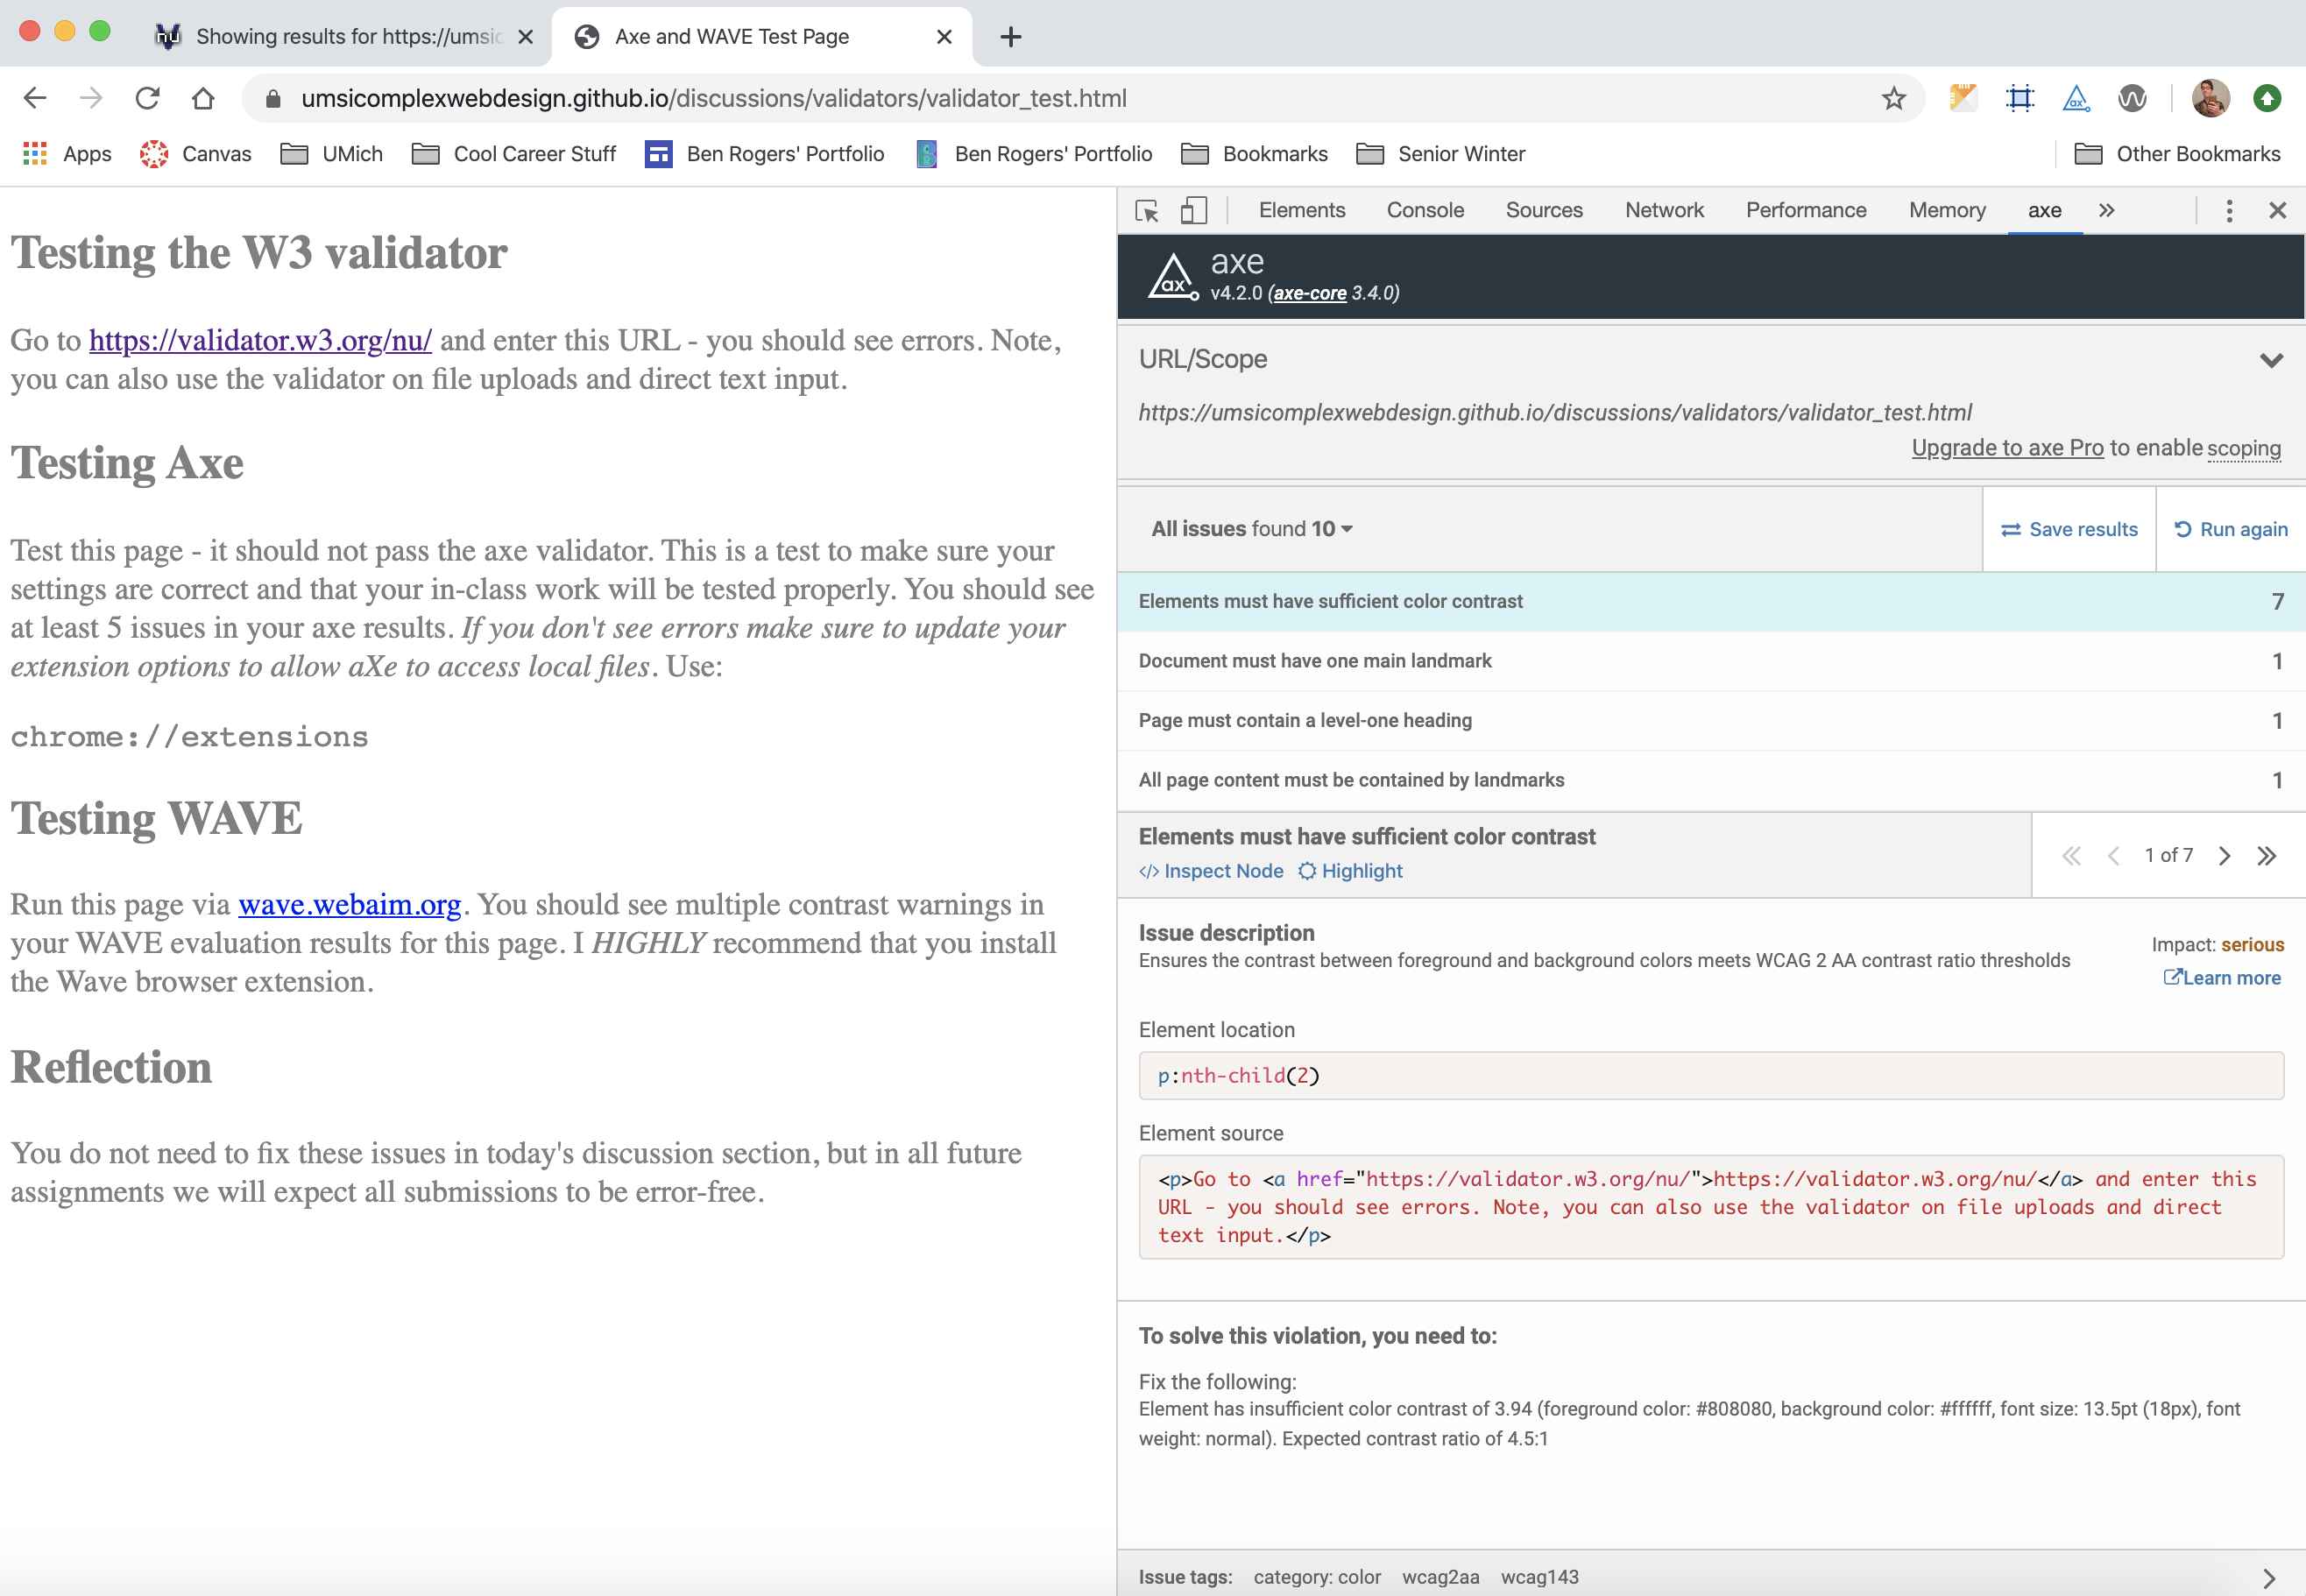 Showing results for https://umsi
Axe and WAVE Test Page
umsicomplexwebdesign.github.io/discussions/validators/validator_test.html
Apps
Canvas
UMich
Cool Career Stuff
Ben Rogers' Portfolio
Ben Rogers' Portfolio
Bookmarks
Senior Winter
Other Bookmarks
Testing the W3 validator
Go to https://validator.w3.org/nu/ and enter this URL - you should see errors. Note,
you can also use the validator on file uploads and direct text input.
Testing Axe
Test this page - it should not pass the axe validator. This is a test to make sure your
settings are correct and that your in-class work will be tested properly. You should see
at least 5 issues in your axe results. If you don't see errors make sure to update your
extension options to allow aXe to access local files. Use:
chrome://extensions
Testing WAVE
Run this page via wave.webaim.org. You should see multiple contrast warnings in
your WAVE evaluation results for this page. I HIGHLY recommend that you install
the Wave browser extension.
Reflection
You do not need to fix these issues in today's discussion section, but in all future
assignments we will expect all submissions to be error-free.
Elements
Console
Sources
Network
Performance
Memory
axe
ax
axe
v4.2.0 (axe-core 3.4.0)
URL/Scope
https://umsicomplexwebdesign.github.io/discussions/validators/validator_test.html
Upgrade to axe Pro to enable scoping
All issues found 10
Save results
Run again
Elements must have sufficient color contrast 7
Document must have one main landmark 1
Page must contain a level-one heading 1
All page content must be contained by landmarks 1
Elements must have sufficient color contrast
</> Inspect Node Highlight
1 of 7
Issue description
Ensures the contrast between foreground and background colors meets WCAG 2 AA contrast ratio thresholds
Impact: serious
Learn more
Element location
p:nth-child(2)
Element source
<p>Go to <a href="https://validator.w3.org/nu/">https://validator.w3.org/nu/</a> and enter this
URL - you should see errors. Note, you can also use the validator on file uploads and direct
text input.</p>
To solve this violation, you need to:
Fix the following:
Element has insufficient color contrast of 3.94 (foreground color: #808080, background color: #ffffff, font size: 13.5pt (18px), font
weight: normal). Expected contrast ratio of 4.5:1
Issue tags: category: color wcag2aa wcag143